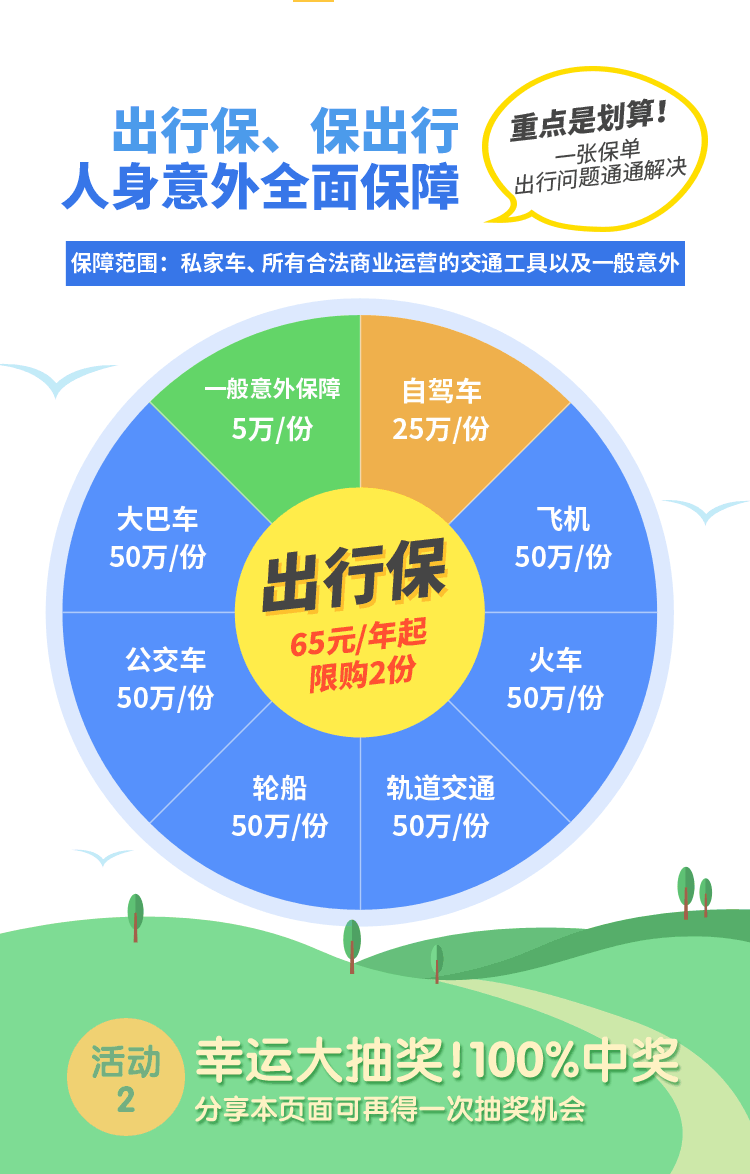 出行保、保出行
人身意外全面保障
重点是划算!
一张保单
出行问题通通解决
保障范围：私家车、所有合法商业运营的交通工具以及一般意外
一般意外保障
5万/份
自驾车
25万/份
大巴车
50万/份
飞机
50万/份
出行保
65元/年起
限购2份
公交车
50万/份
火车
50万/份
轮船
50万/份
轨道交通
50万/份
活动
2
幸运大抽奖!100%中奖
分享本页面可再得一次抽奖机会